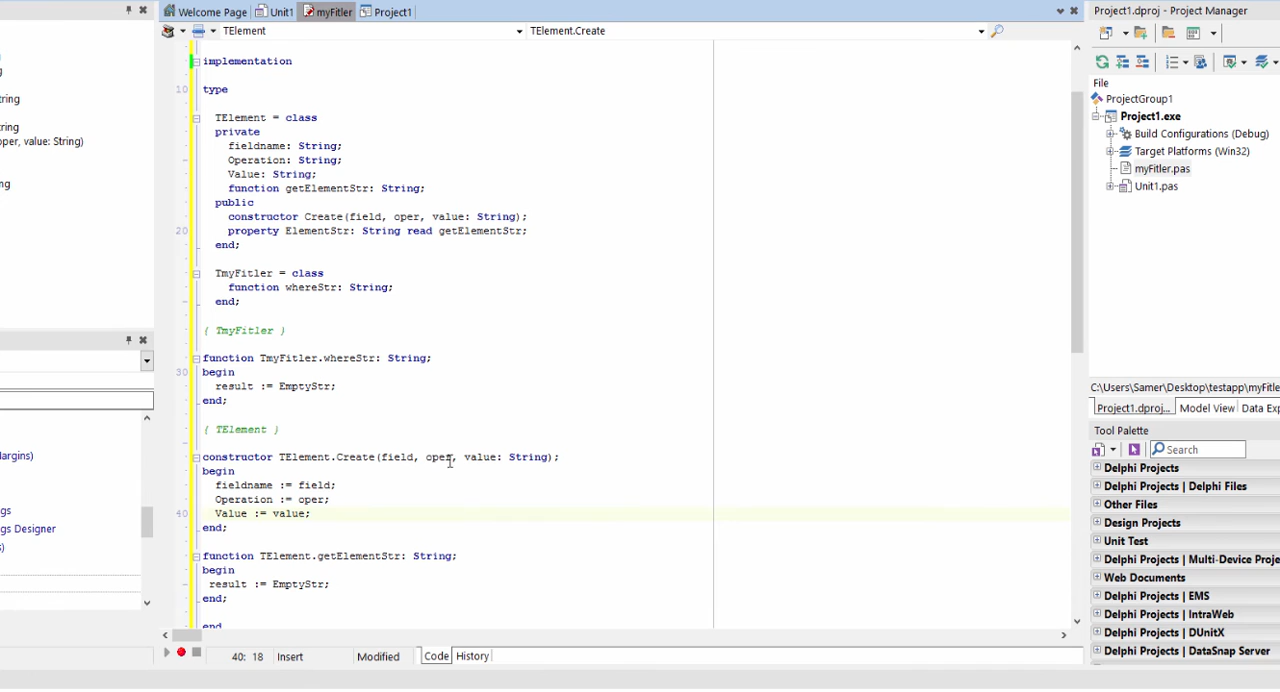 tring
tring
oper, value: String)
ng
argins)
gs
gs Designer
s)
Welcome Page Unit1 myFitler Project1
TElement TElement.Create
implementation
10 type
TElement = class
private
fieldname: String;
Operation: String;
Value: String;
function getElementStr: String;
public
constructor Create(field, oper, value: String);
20 property ElementStr: String read getElementStr;
end;
TmyFitler = class
function whereStr: String;
end;
{ TmyFitler }
function TmyFitler.whereStr: String;
30 begin
result := EmptyStr;
end;
{ TElement }
constructor TElement.Create(field, oper, value: String);
begin
fieldname := field;
Operation := oper;
40 Value := value;
end;
function TElement.getElementStr: String;
begin
result := EmptyStr;
end;
end
40: 18 Insert Modified Code History
Project1.dproj - Project Manager
File
ProjectGroup1
Project1.exe
Build Configurations (Debug)
Target Platforms (Win32)
myFitler.pas
Unit1.pas
C:\Users\Samer\Desktop\testapp\myFitle
Project1.dproj... Model View Data Exp
Tool Palette
Search
Delphi Projects
Delphi Projects | Delphi Files
Other Files
Design Projects
Unit Test
Delphi Projects | Multi-Device Proje
Web Documents
Delphi Projects | EMS
Delphi Projects | IntraWeb
Delphi Projects | DUnitX
Delphi Projects | DataSnap Server